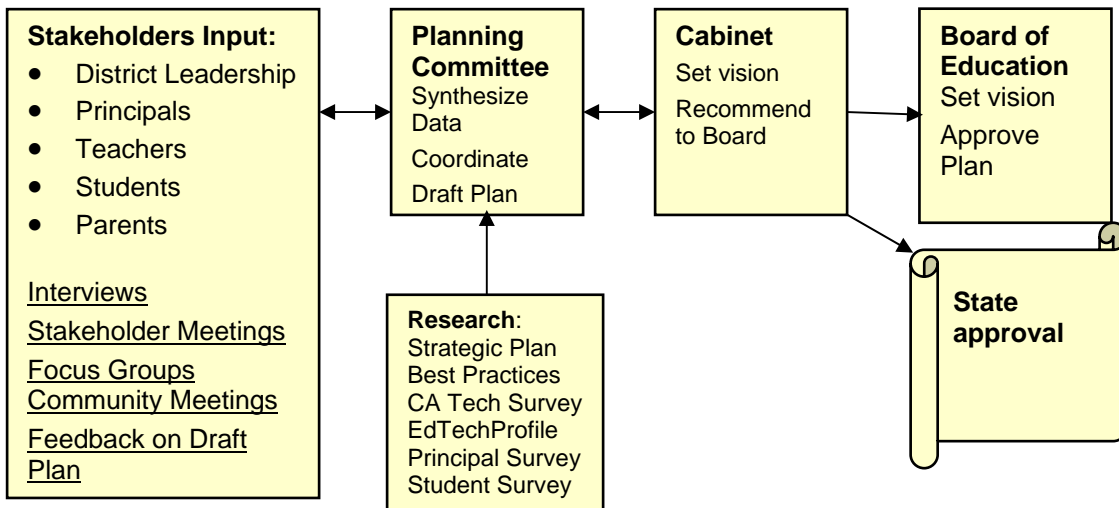 Stakeholders Input:
• District Leadership
• Principals
• Teachers
• Students
• Parents
Interviews
Stakeholder Meetings
Focus Groups
Community Meetings
Feedback on Draft
Plan
Planning
Committee
Synthesize
Data
Coordinate
Draft Plan
Research:
Strategic Plan
Best Practices
CA Tech Survey
EdTechProfile
Principal Survey
Student Survey
Cabinet
Set vision
Recommend
to Board
Board of
Education
Set vision
Approve
Plan
State
approval